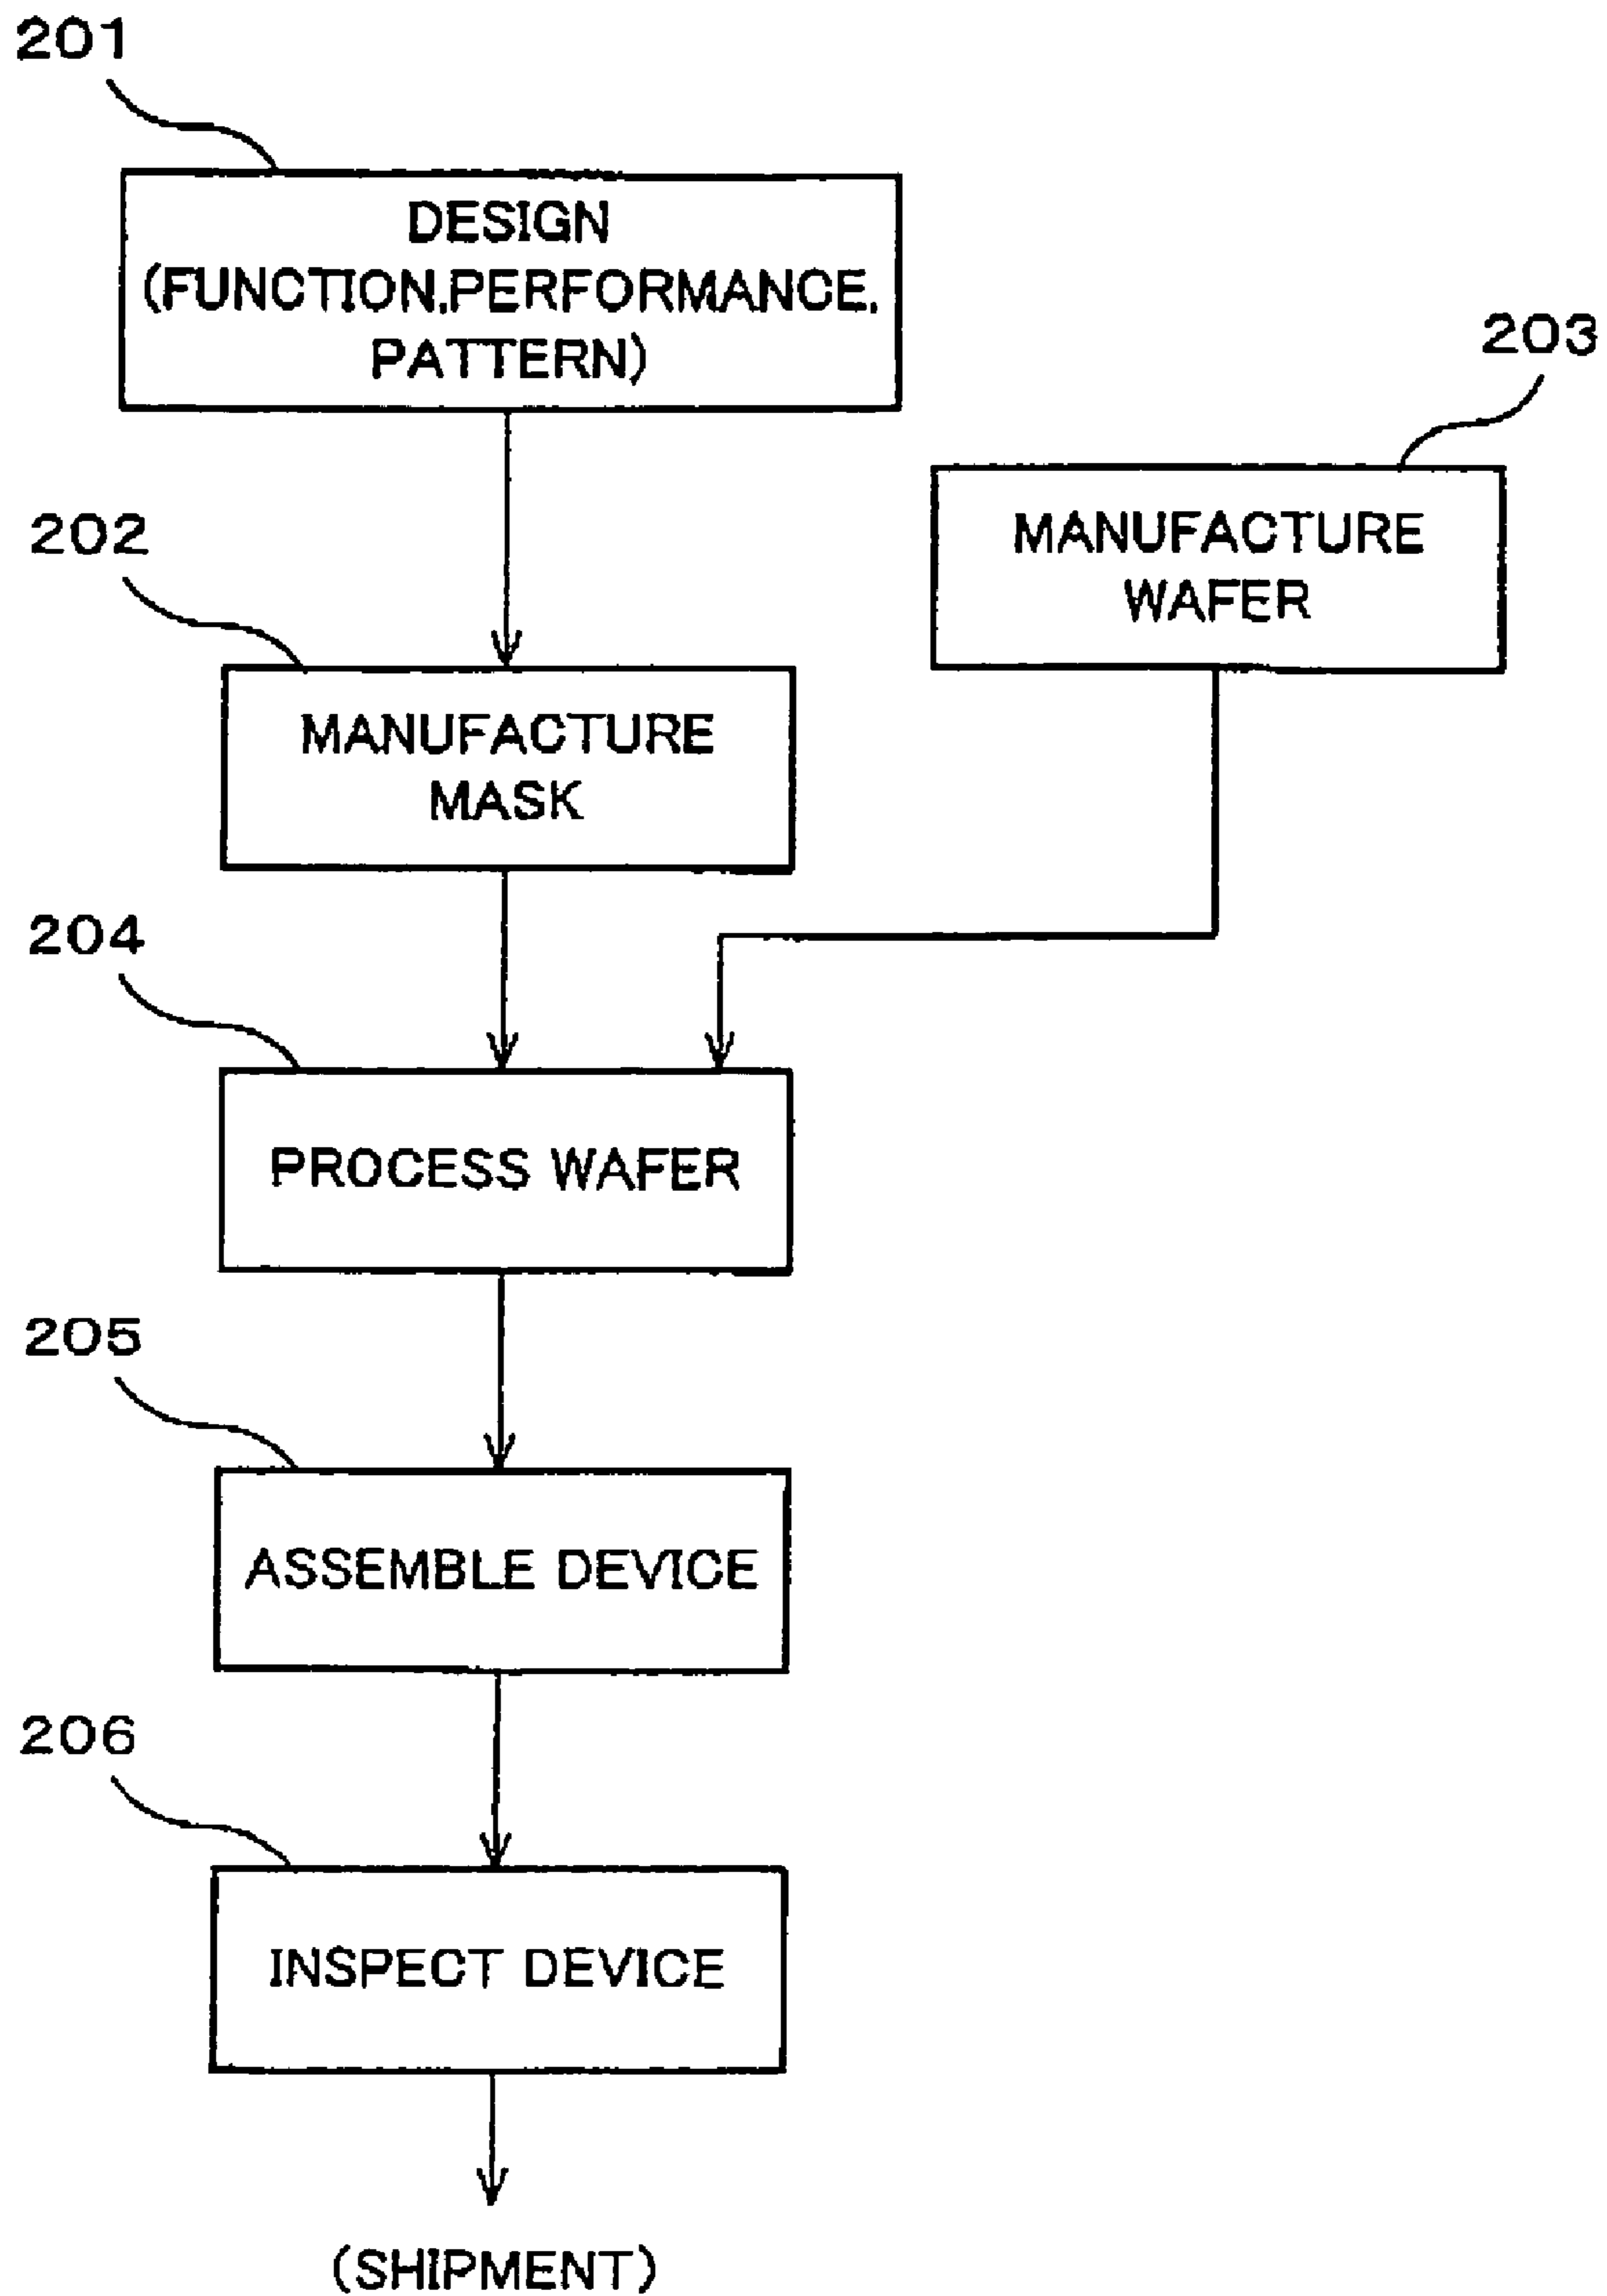 201
DESIGN
(FUNCTION,PERFORMANCE,
PATTERN)
203
MANUFACTURE
WAFER
202
MANUFACTURE
MASK
204
PROCESS WAFER
205
ASSEMBLE DEVICE
206
INSPECT DEVICE
(SHIPMENT)